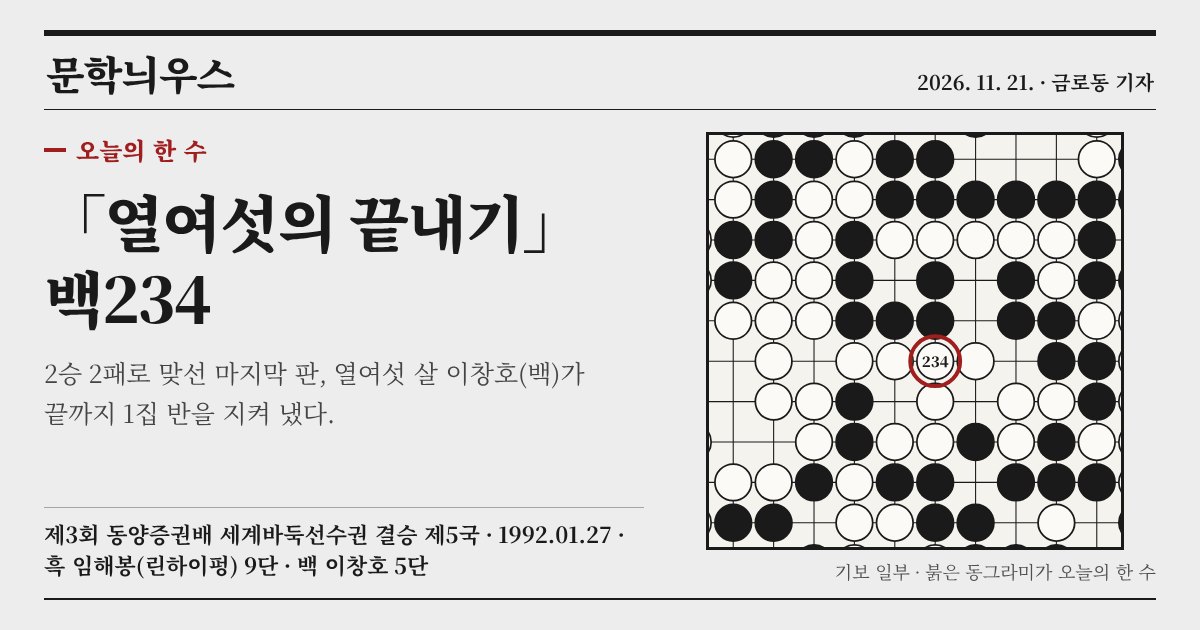 문학늬우스
2026. 11. 21. · 금로동 기자
오늘의 한 수
「열여섯의 끝내기」
백234
2승 2패로 맞선 마지막 판, 열여섯 살 이창호(백)가
끝까지 1집 반을 지켜 냈다.
234
제3회 동양증권배 세계바둑선수권 결승 제5국 · 1992.01.27 ·
흑 임해봉(린하이펑) 9단 · 백 이창호 5단
기보 일부 · 붉은 동그라미가 오늘의 한 수